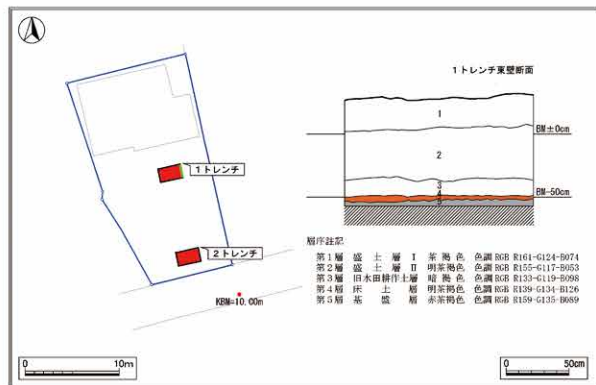 1トレンチ東壁断面
1
BM±0cm
2
3
4
BM-50cm
5
1トレンチ
2トレンチ
KBM=10.00m
層序註記
第1層 盛土層Ⅰ 茶褐色 色調 RGB R161-G124-B074
第2層 盛土層Ⅱ 明茶褐色 色調 RGB R155-G117-B053
第3層 旧水田耕作土層 暗褐色 色調 RGB R133-G119-B098
第4層 床土層 明茶褐色 色調 RGB R139-G134-B126
第5層 基盤層 赤茶褐色 色調 RGB R159-G135-B089
0 10m
0 50cm